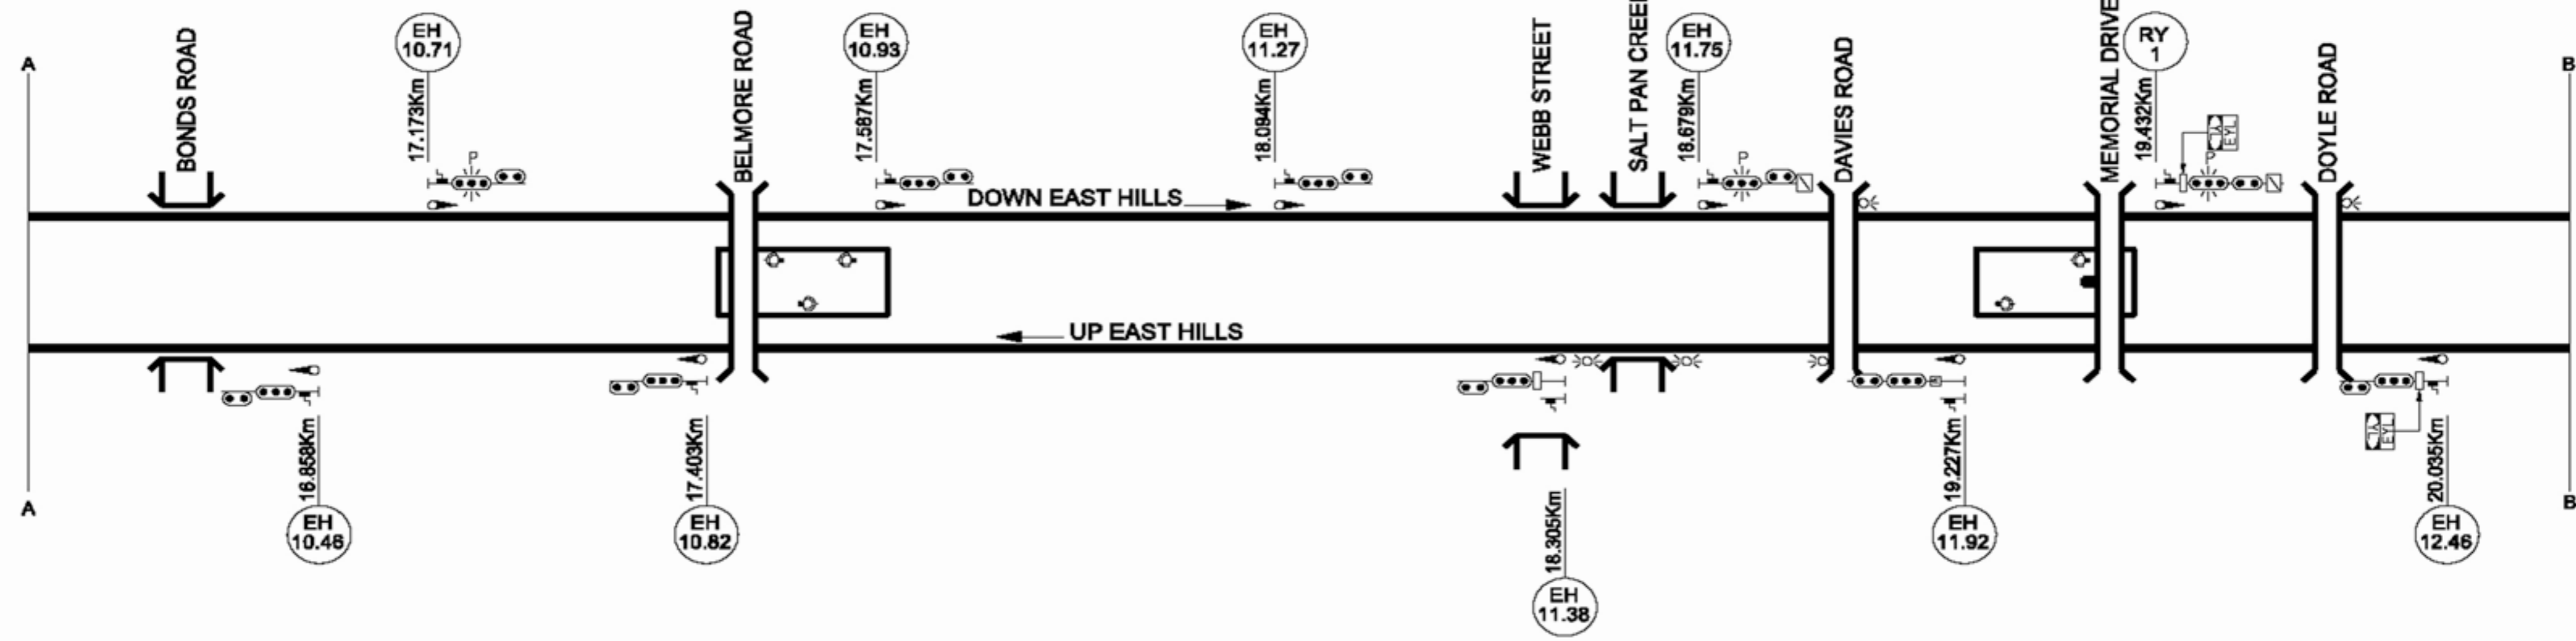 A
BONDS ROAD
EH
10.71
17.173Km
P
BELMORE ROAD
EH
10.93
17.587Km
EH
11.27
18.094Km
DOWN EAST HILLS
WEBB STREET
SALT PAN CREEK
EH
11.75
18.679Km
P
DAVIES ROAD
MEMORIAL DRIVE
RY
1
19.432Km
P
EYL
DOYLE ROAD
B
UP EAST HILLS
A
16.858Km
EH
10.46
17.403Km
EH
10.82
18.305Km
EH
11.38
19.227Km
EH
11.92
EYL
20.035Km
EH
12.46
B